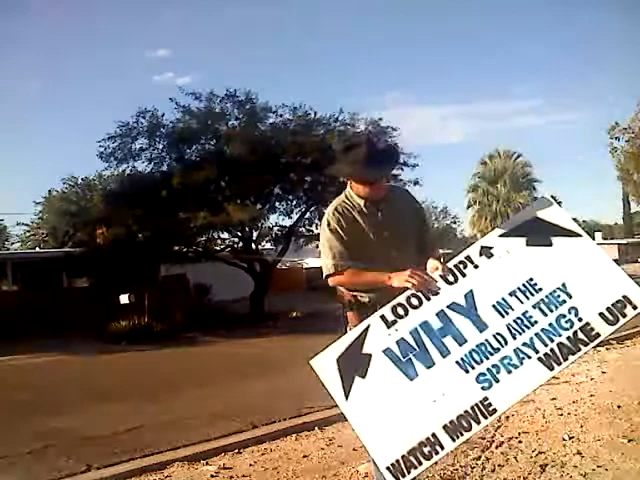 LOOK UP!
WHY IN THE
WORLD ARE THEY
SPRAYING?
WATCH MOVIE WAKE UP!